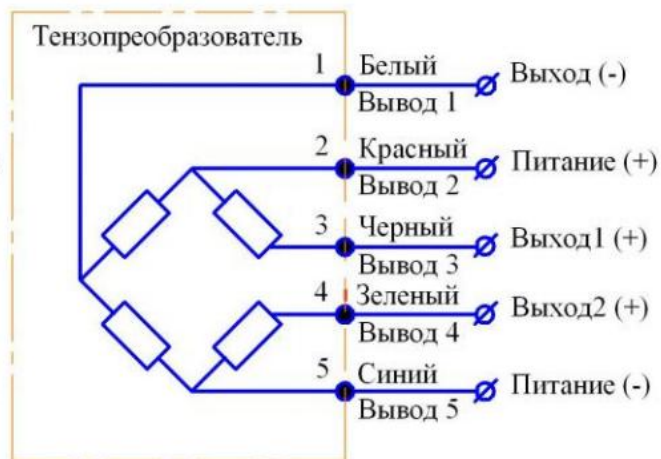 Тензопреобразователь
1 Белый Выход (-)
Вывод 1
2 Красный Питание (+)
Вывод 2
3 Черный Выход1 (+)
Вывод 3
4 Зеленый Выход2 (+)
Вывод 4
5 Синий Питание (-)
Вывод 5